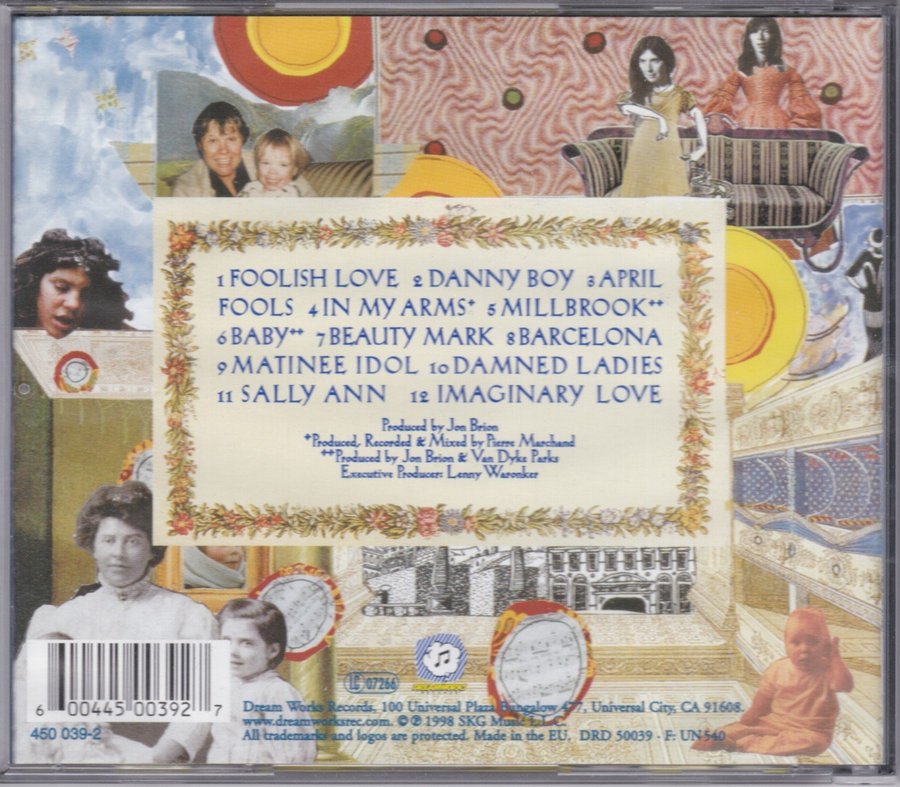 1 FOOLISH LOVE 2 DANNY BOY 3 APRIL
FOOLS 4 IN MY ARMS+ 5 MILLBROOK++
6 BABY++ 7 BEAUTY MARK 8 BARCELONA
9 MATINEE IDOL 10 DAMNED LADIES
11 SALLY ANN 12 IMAGINARY LOVE
Produced by Jon Brion
+Produced, Recorded & Mixed by Pierre Marchand
++Produced by Jon Brion & Van Dyke Parks
Executive Producer: Lenny Waronker
6 00445 00392 7
450 039-2
LC 07266
DREAMWORKS
Dream Works Records, 100 Universal Plaza, Bungalow 477, Universal City, CA 91608.
www.dreamworksrec.com. © ℗ 1998 SKG Music L.L.C.
All trademarks and logos are protected. Made in the EU. DRD 50039 · F: UN 540